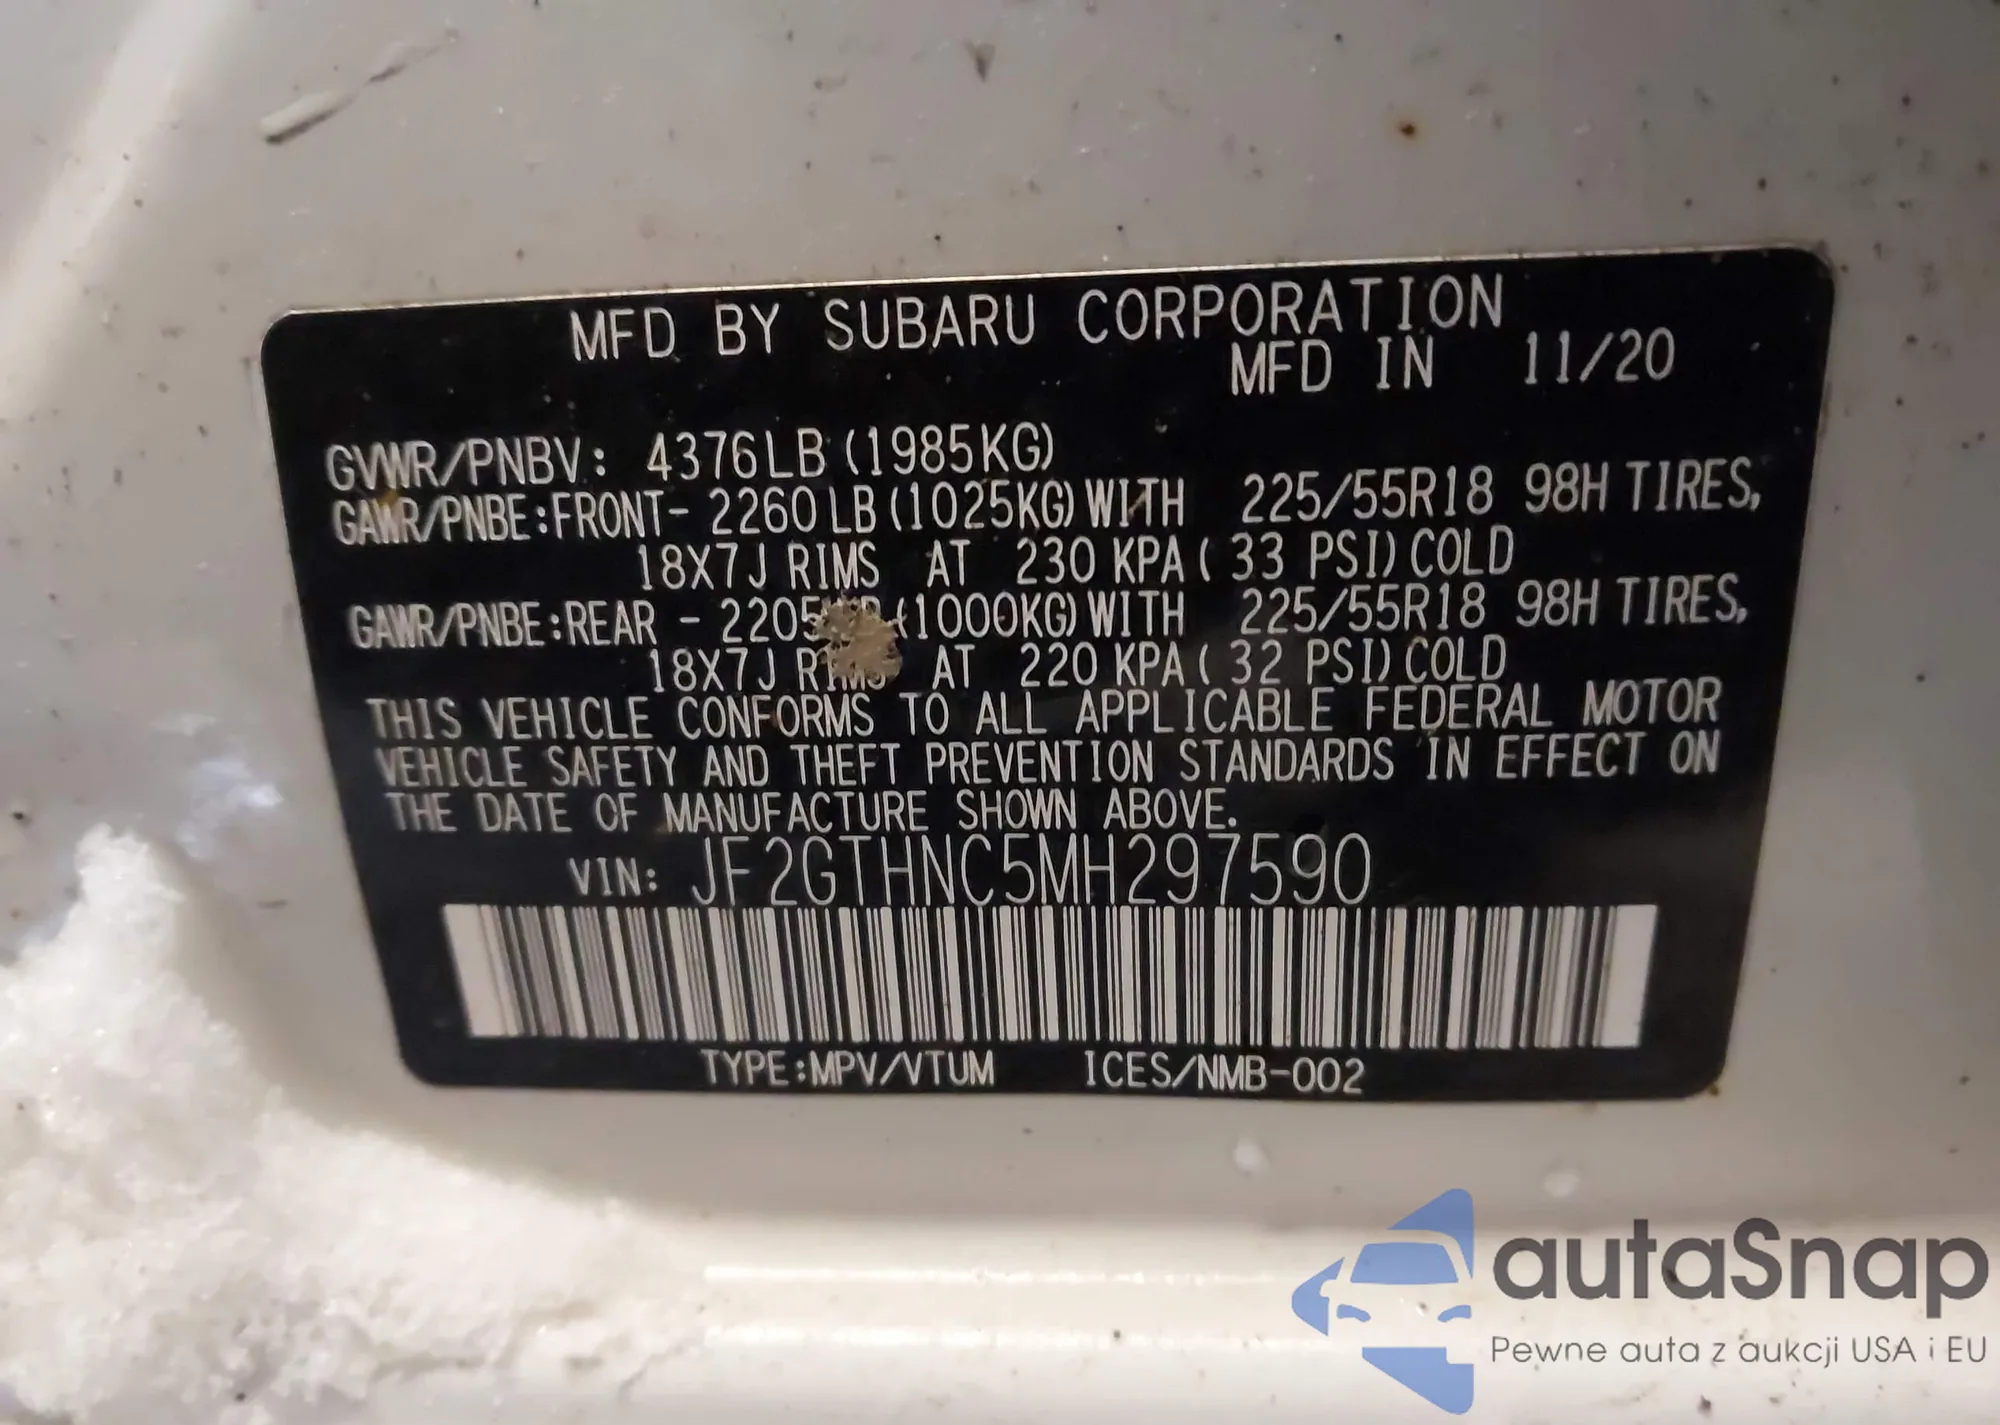 MFD BY SUBARU CORPORATION
MFD IN 11/20
GVWR/PNBV: 4376LB (1985KG)
GAWR/PNBE:FRONT- 2260 LB (1025KG) WITH 225/55R18 98H TIRES,
18X7J RIMS AT 230 KPA ( 33 PSI) COLD
GAWR/PNBE:REAR - 2205LB (1000KG) WITH 225/55R18 98H TIRES,
18X7J RIMS AT 220 KPA ( 32 PSI) COLD
THIS VEHICLE CONFORMS TO ALL APPLICABLE FEDERAL MOTOR
VEHICLE SAFETY AND THEFT PREVENTION STANDARDS IN EFFECT ON
THE DATE OF MANUFACTURE SHOWN ABOVE.
VIN: JF2GTHNC5MH297590
TYPE:MPV/VTUM ICES/NMB-002
autaSnap
Pewne auta z aukcji USA i EU